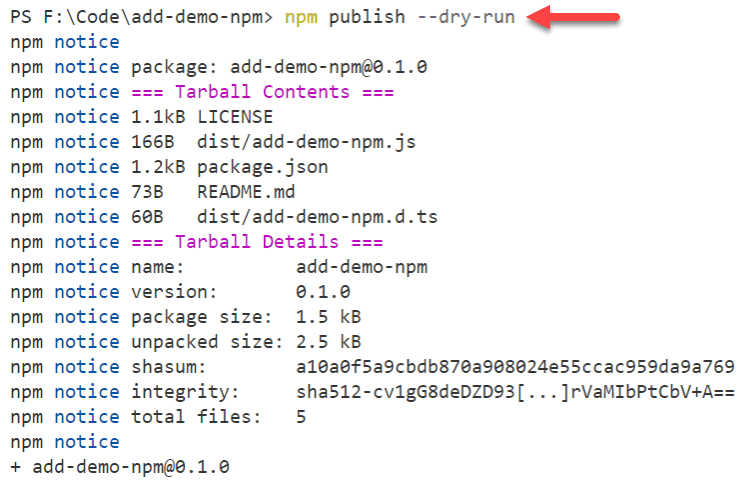 PS F:\Code\add-demo-npm> npm publish --dry-run
npm notice
npm notice package: add-demo-npm@0.1.0
npm notice === Tarball Contents ===
npm notice 1.1kB LICENSE
npm notice 166B  dist/add-demo-npm.js
npm notice 1.2kB package.json
npm notice 73B   README.md
npm notice 60B   dist/add-demo-npm.d.ts
npm notice === Tarball Details ===
npm notice name:          add-demo-npm
npm notice version:       0.1.0
npm notice package size:  1.5 kB
npm notice unpacked size: 2.5 kB
npm notice shasum:        a10a0f5a9cbdb870a908024e55ccac959da9a769
npm notice integrity:     sha512-cv1gG8deDZD93[...]rVaMIbPtCbV+A==
npm notice total files:   5
npm notice
+ add-demo-npm@0.1.0